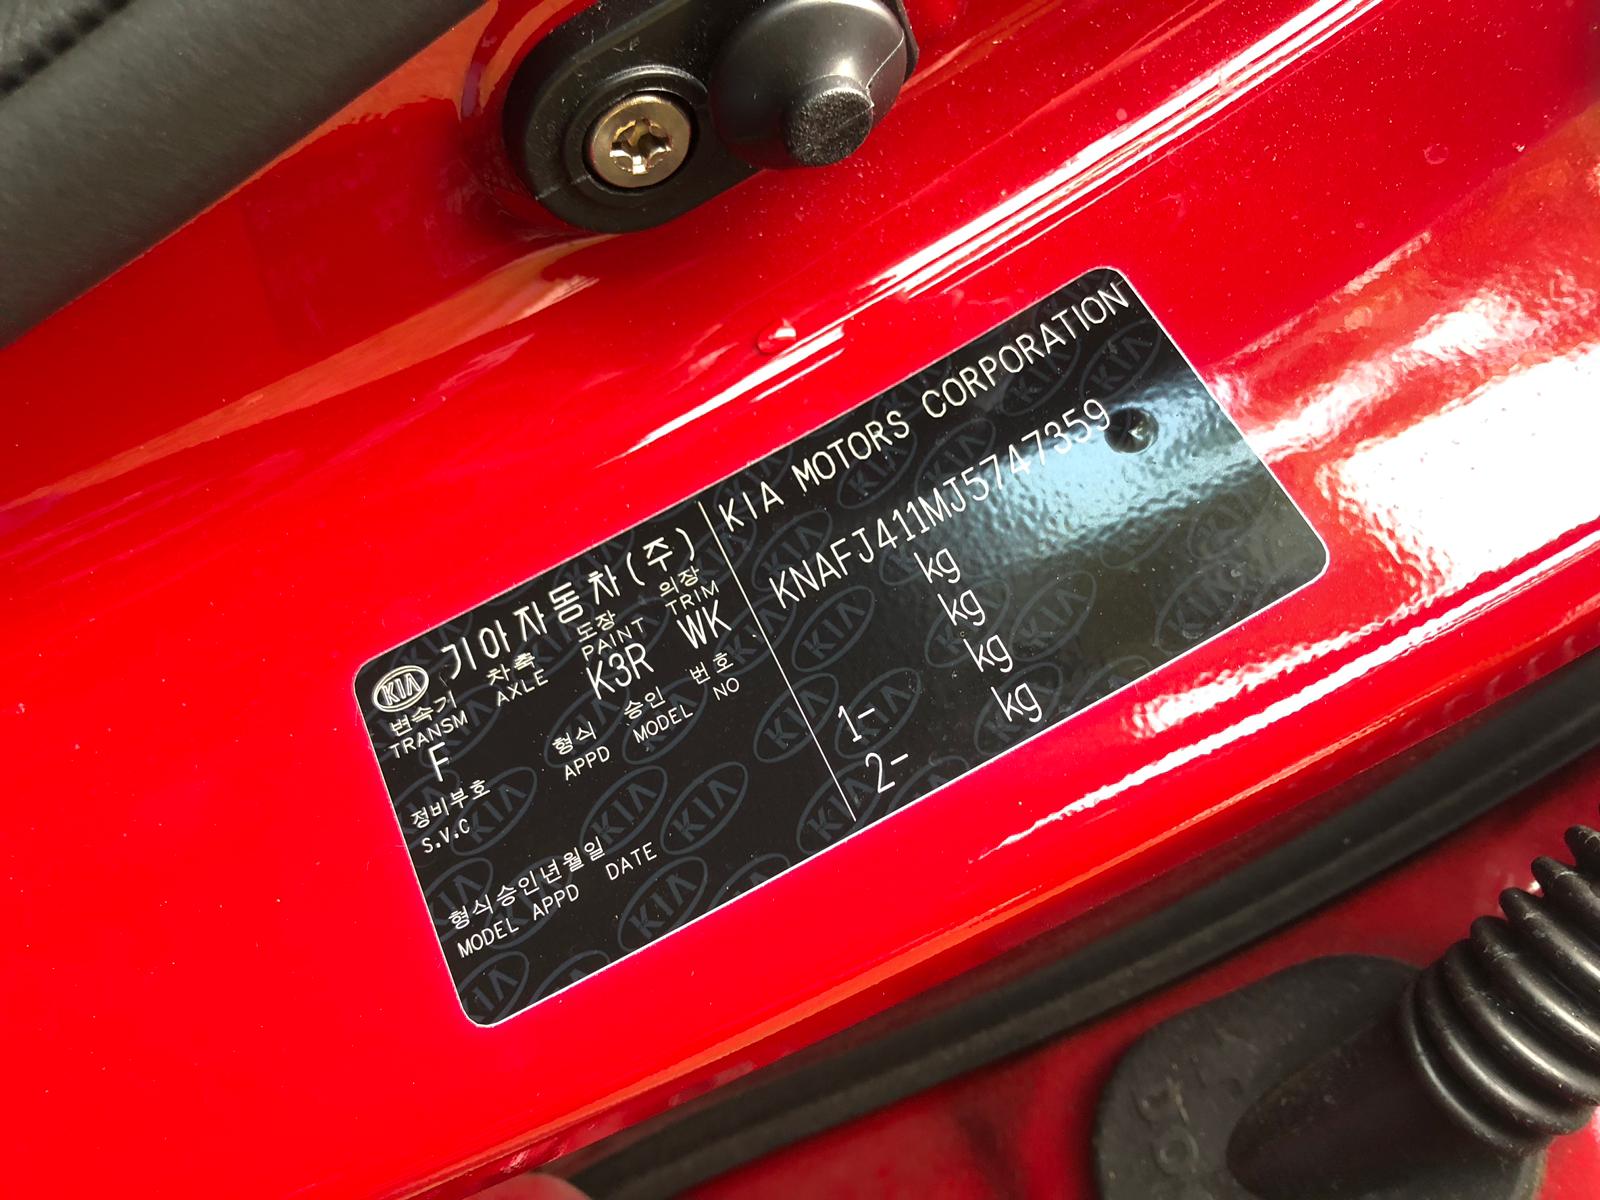 KIA 기아자동차(주) KIA MOTORS CORPORATION
변속기 차축 도장 의장
TRANSM AXLE PAINT TRIM
F K3R WK
정비부호 형식 승인 번호
S.V.C APPD MODEL NO
형식승인년월일
MODEL APPD DATE
KNAFJ411MJ5747359
kg
kg
kg
1-
kg
2-